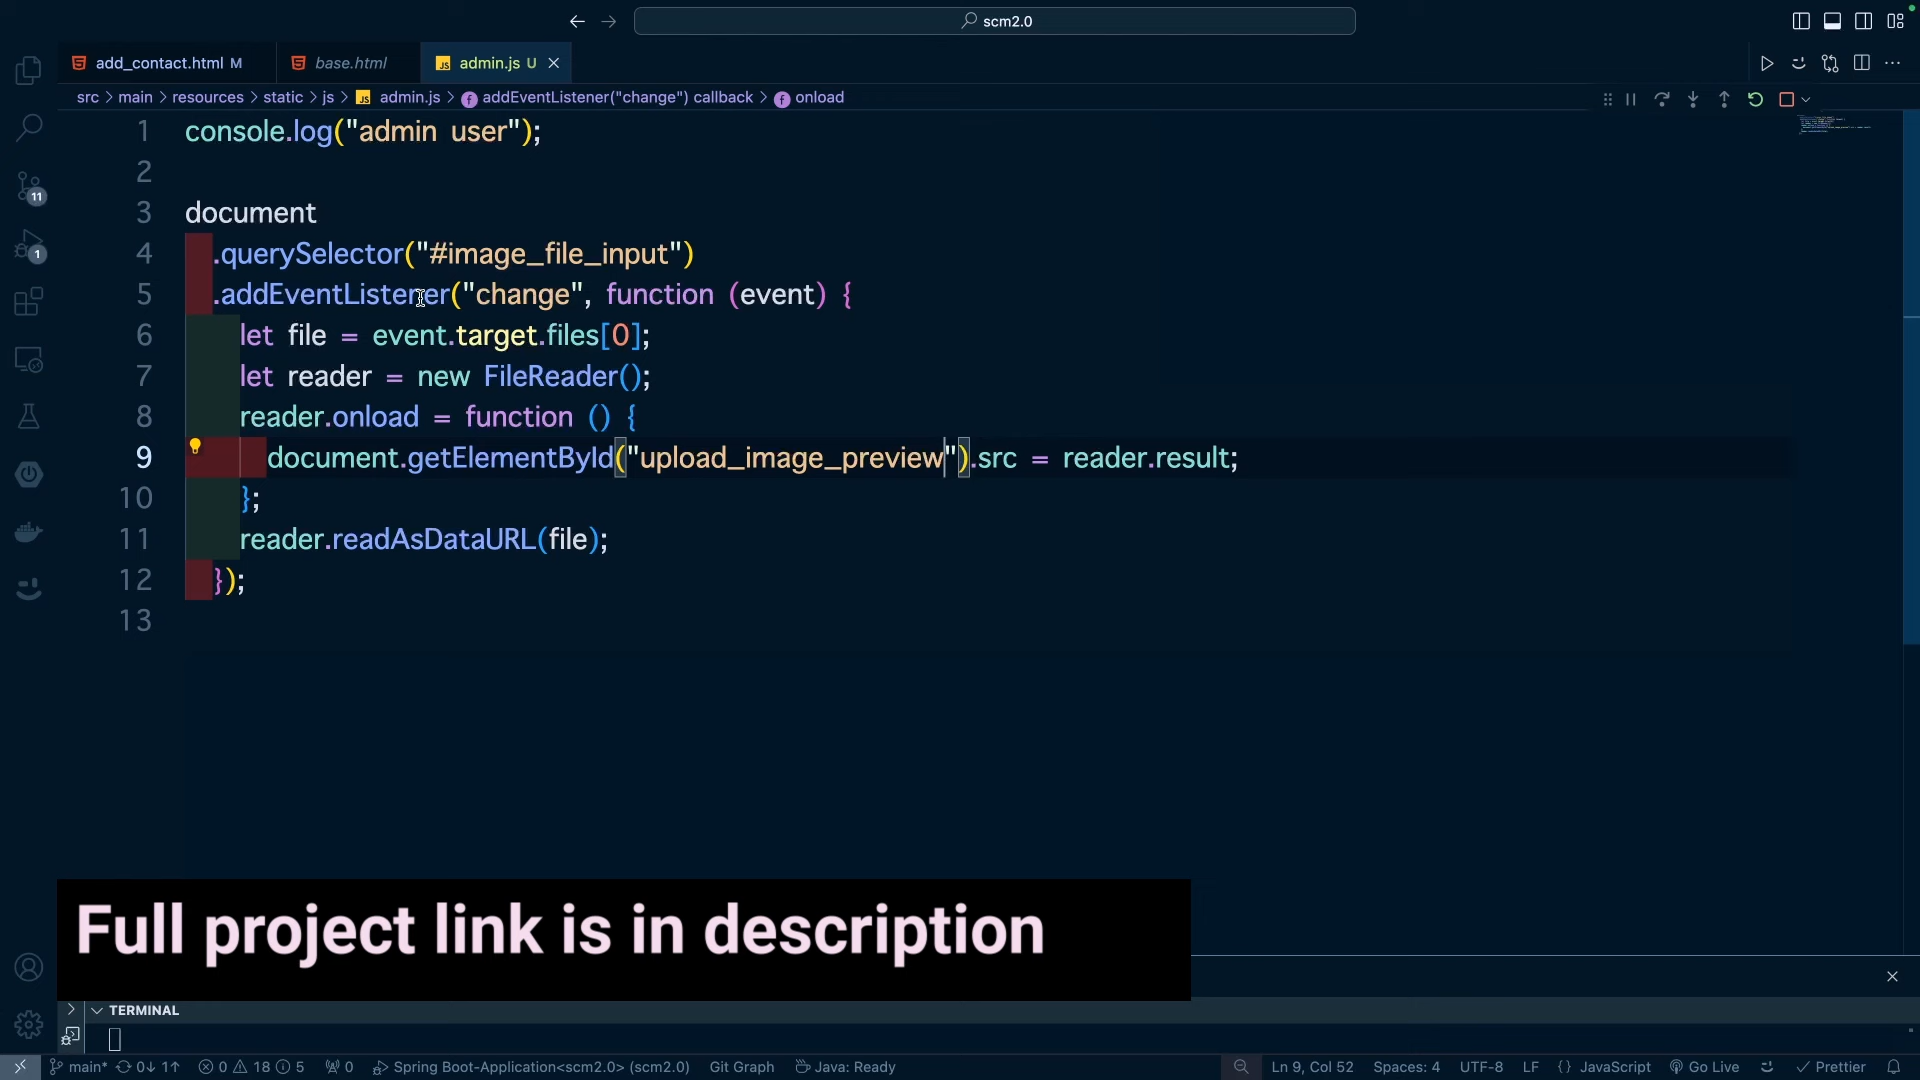 scm2.0
add_contact.html M
base.html
admin.js U
src > main > resources > static > js > JS admin.js > addEventListener("change") callback > onload
1 console.log("admin user");
2
3 document
4 .querySelector("#image_file_input")
5 .addEventListener("change", function (event) {
6 let file = event.target.files[0];
7 let reader = new FileReader();
8 reader.onload = function () {
9 document.getElementById("upload_image_preview").src = reader.result;
10 };
11 reader.readAsDataURL(file);
12 });
13
11
1
Full project link is in description
TERMINAL
main* 0↓ 1↑ 0 18 5 0 Spring Boot-Application<scm2.0> (scm2.0) Git Graph Java: Ready Ln 9, Col 52 Spaces: 4 UTF-8 LF {} JavaScript Go Live Prettier